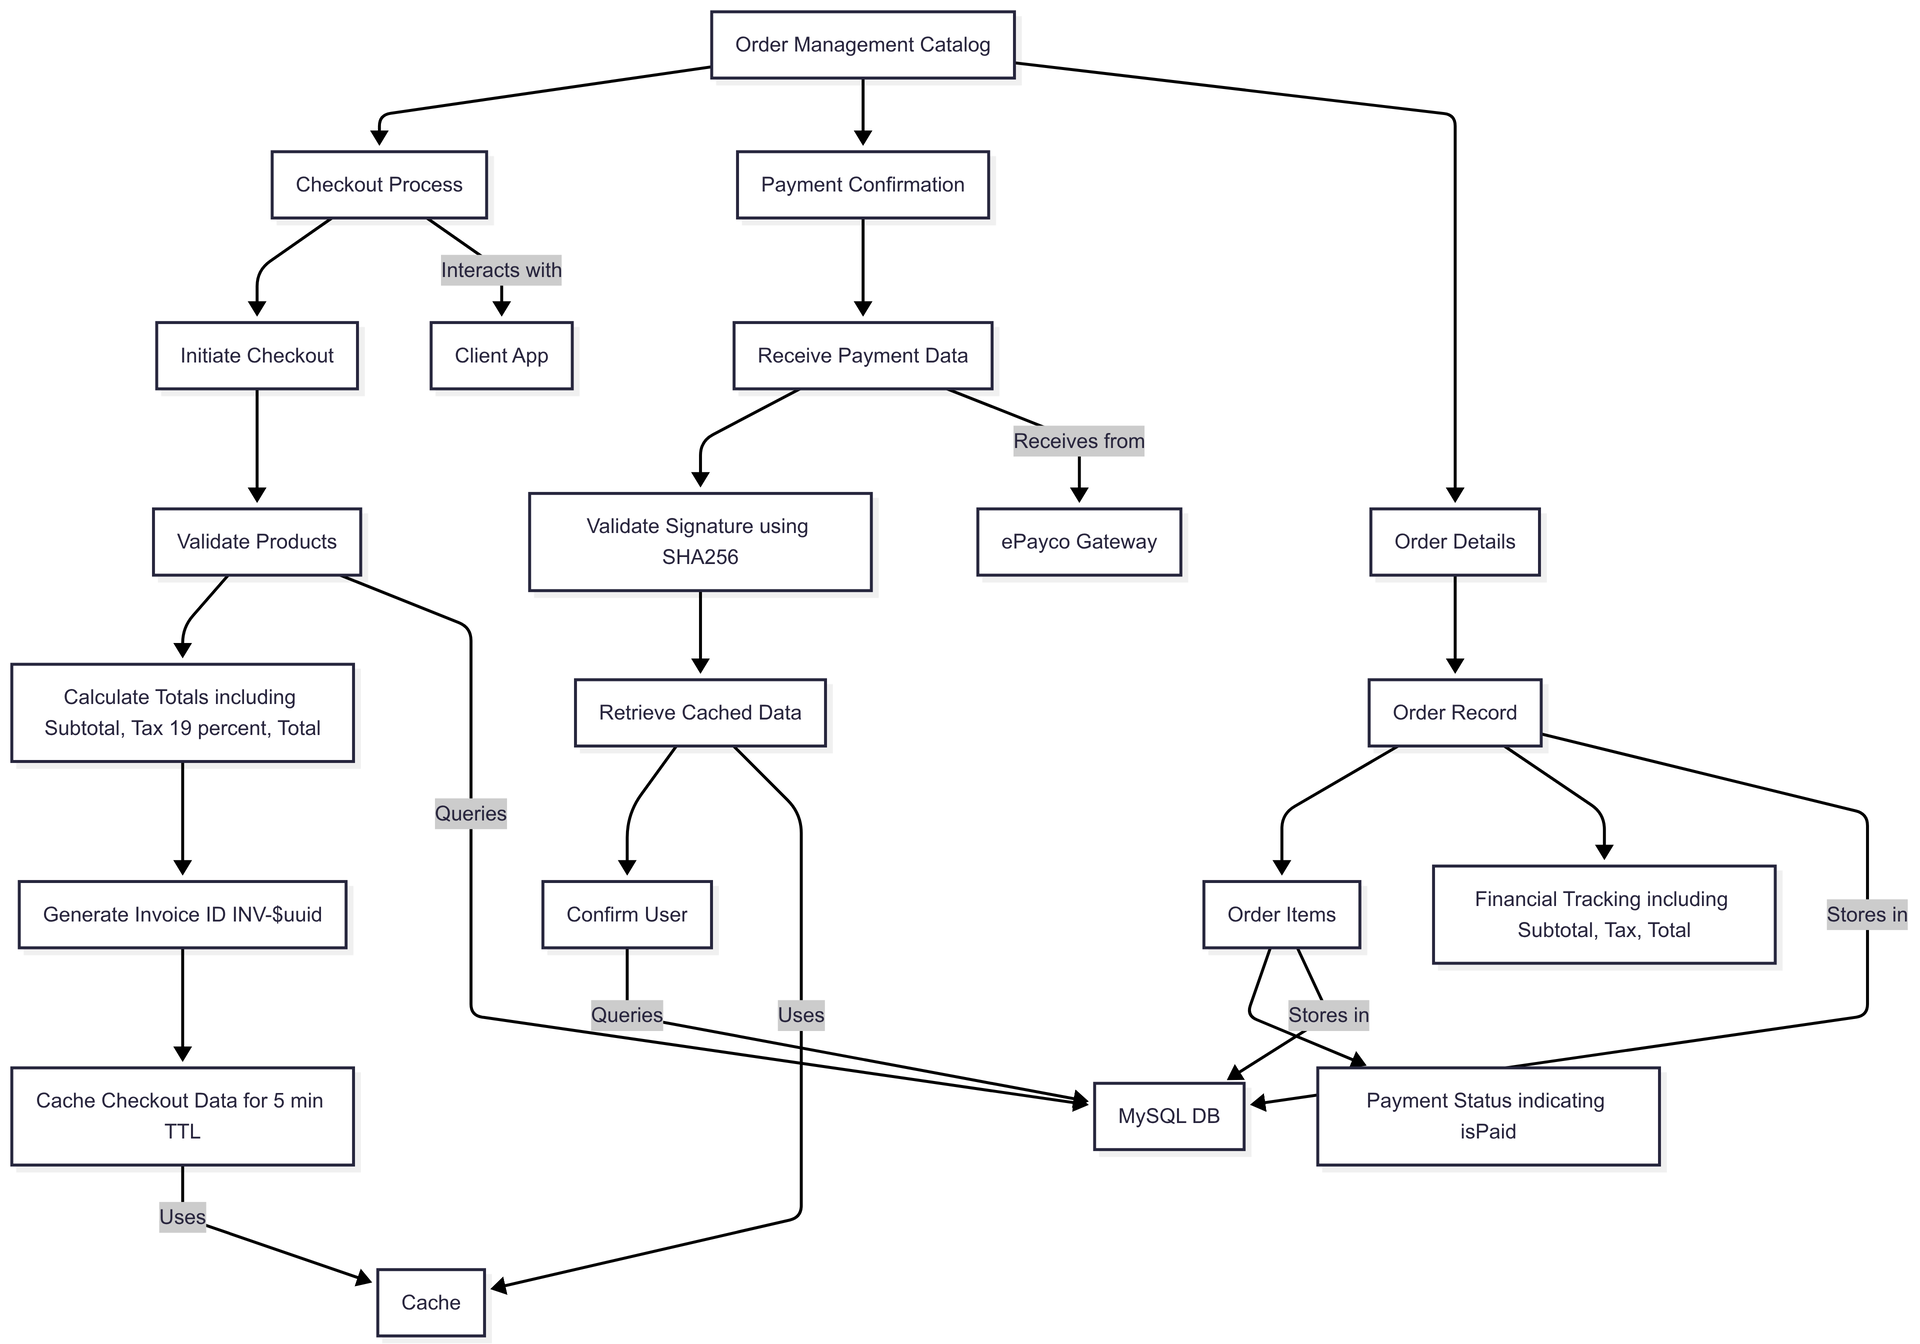 Order Management Catalog
Checkout Process
Payment Confirmation
Interacts with
Initiate Checkout
Client App
Receive Payment Data
Receives from
Validate Products
Validate Signature using
SHA256
ePayco Gateway
Order Details
Calculate Totals including
Subtotal, Tax 19 percent, Total
Retrieve Cached Data
Order Record
Queries
Generate Invoice ID INV-$uuid
Confirm User
Order Items
Financial Tracking including
Subtotal, Tax, Total
Stores in
Queries
Uses
Stores in
Cache Checkout Data for 5 min
TTL
MySQL DB
Payment Status indicating
isPaid
Uses
Cache